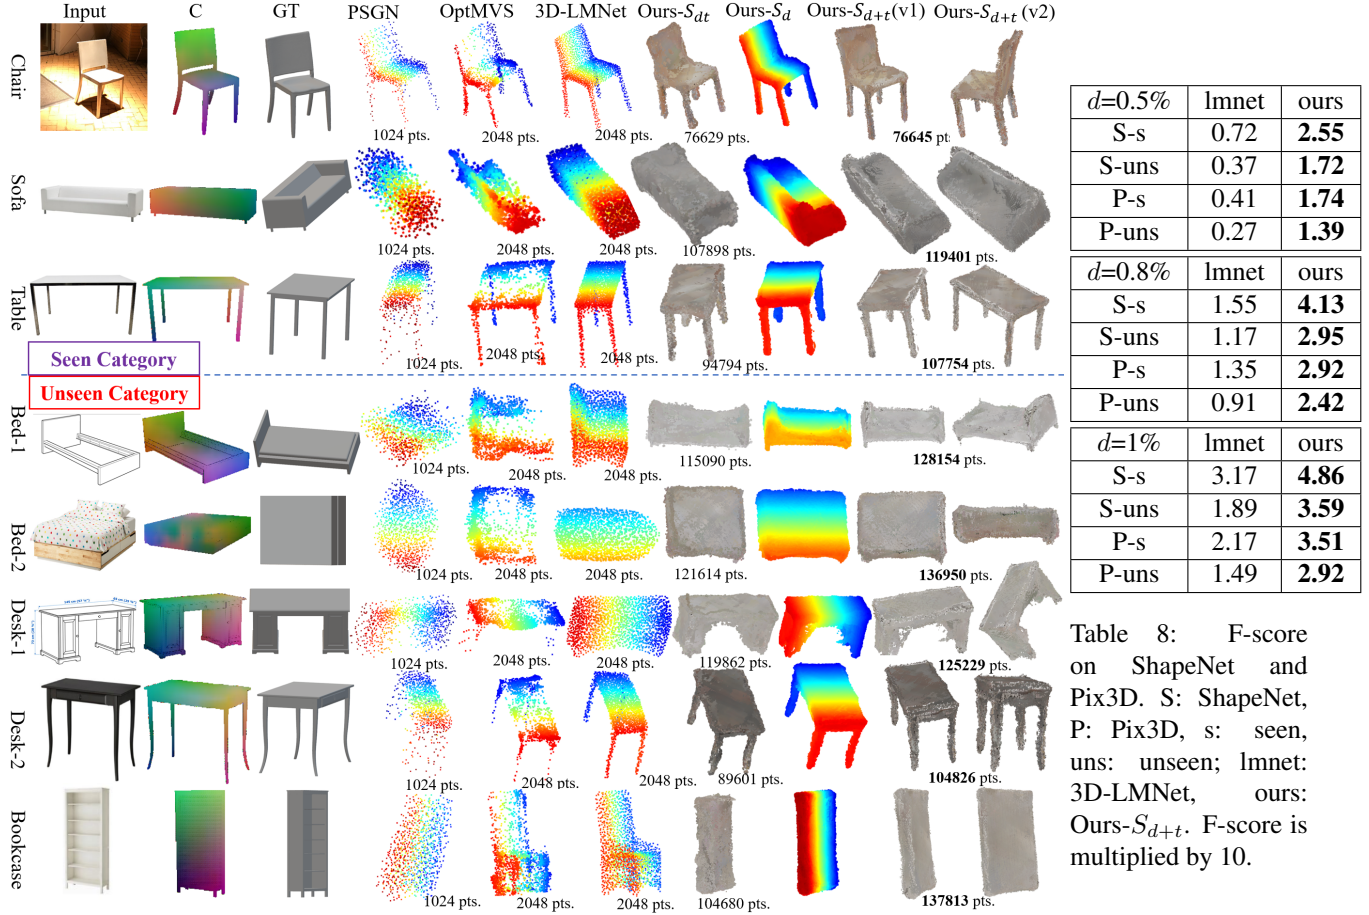 Input C GT PSGN OptMVS 3D-LMNet Ours-S_{dt} Ours-S_d Ours-S_{d+t}(v1) Ours-S_{d+t}(v2)
Chair
1024 pts. 2048 pts. 2048 pts. 76629 pts. 76645 pts.
Sofa
1024 pts. 2048 pts. 2048 pts. 107898 pts. 119401 pts.
Table
1024 pts. 2048 pts. 2048 pts. 94794 pts. 107754 pts.
Seen Category
Unseen Category
Bed-1
1024 pts. 2048 pts. 2048 pts. 115090 pts. 128154 pts.
Bed-2
1024 pts. 2048 pts. 2048 pts. 121614 pts. 136950 pts.
Desk-1
1024 pts. 2048 pts. 2048 pts. 119862 pts. 125229 pts.
Desk-2
1024 pts. 2048 pts. 2048 pts. 89601 pts. 104826 pts.
Bookcase
1024 pts. 2048 pts. 2048 pts. 104680 pts. 137813 pts.
d=0.5% lmnet ours
S-s 0.72 2.55
S-uns 0.37 1.72
P-s 0.41 1.74
P-uns 0.27 1.39
d=0.8% lmnet ours
S-s 1.55 4.13
S-uns 1.17 2.95
P-s 1.35 2.92
P-uns 0.91 2.42
d=1% lmnet ours
S-s 3.17 4.86
S-uns 1.89 3.59
P-s 2.17 3.51
P-uns 1.49 2.92
Table 8: F-score
on ShapeNet and
Pix3D. S: ShapeNet,
P: Pix3D, s: seen,
uns: unseen; lmnet:
3D-LMNet, ours:
Ours-S_{d+t}. F-score is
multiplied by 10.